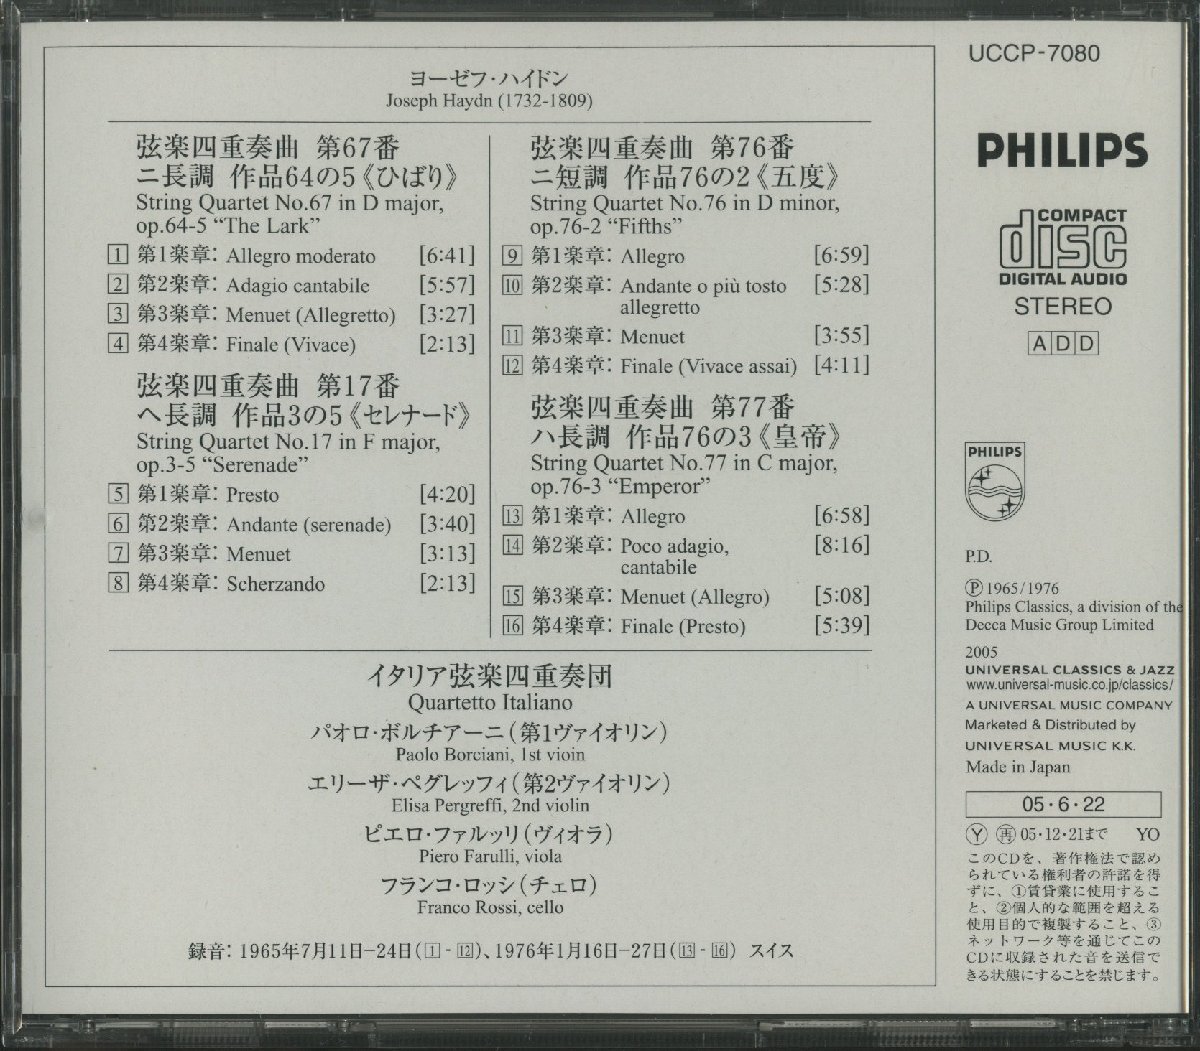 ヨーゼフ・ハイドン
Joseph Haydn (1732-1809)
弦楽四重奏曲 第67番
ニ長調 作品64の5《ひばり》
String Quartet No.67 in D major,
op.64-5 “The Lark”
1 第1楽章: Allegro moderato [6:41]
2 第2楽章: Adagio cantabile [5:57]
3 第3楽章: Menuet (Allegretto) [3:27]
4 第4楽章: Finale (Vivace) [2:13]
弦楽四重奏曲 第17番
ヘ長調 作品3の5《セレナード》
String Quartet No.17 in F major,
op.3-5 “Serenade”
5 第1楽章: Presto [4:20]
6 第2楽章: Andante (serenade) [3:40]
7 第3楽章: Menuet [3:13]
8 第4楽章: Scherzando [2:13]
弦楽四重奏曲 第76番
ニ短調 作品76の2《五度》
String Quartet No.76 in D minor,
op.76-2 “Fifths”
9 第1楽章: Allegro [6:59]
10 第2楽章: Andante o più tosto [5:28]
allegretto
11 第3楽章: Menuet [3:55]
12 第4楽章: Finale (Vivace assai) [4:11]
弦楽四重奏曲 第77番
ハ長調 作品76の3《皇帝》
String Quartet No.77 in C major,
op.76-3 “Emperor”
13 第1楽章: Allegro [6:58]
14 第2楽章: Poco adagio, [8:16]
cantabile
15 第3楽章: Menuet (Allegro) [5:08]
16 第4楽章: Finale (Presto) [5:39]
イタリア弦楽四重奏団
Quartetto Italiano
パオロ・ボルチアーニ(第1ヴァイオリン)
Paolo Borciani, 1st vioin
エリーザ・ペグレッフィ(第2ヴァイオリン)
Elisa Pergreffi, 2nd violin
ピエロ・ファルッリ(ヴィオラ)
Piero Farulli, viola
フランコ・ロッシ(チェロ)
Franco Rossi, cello
録音: 1965年7月11日–24日(1 - 12)、1976年1月16日–27日(13 - 16) スイス
UCCP-7080
PHILIPS
COMPACT
disc
DIGITAL AUDIO
STEREO
ADD
PHILIPS
P.D.
Ⓟ 1965/1976
Philips Classics, a division of the
Decca Music Group Limited
2005
UNIVERSAL CLASSICS & JAZZ
www.universal-music.co.jp/classics/
A UNIVERSAL MUSIC COMPANY
Marketed & Distributed by
UNIVERSAL MUSIC K.K.
Made in Japan
05・6・22
Ⓨ 再 05・12・21まで YO
このCDを、著作権法で認め
られている権利者の許諾を得
ずに、①賃貸業に使用するこ
と、②個人的な範囲を超える
使用目的で複製すること、③
ネットワーク等を通じてこの
CDに収録された音を送信で
きる状態にすることを禁じます。